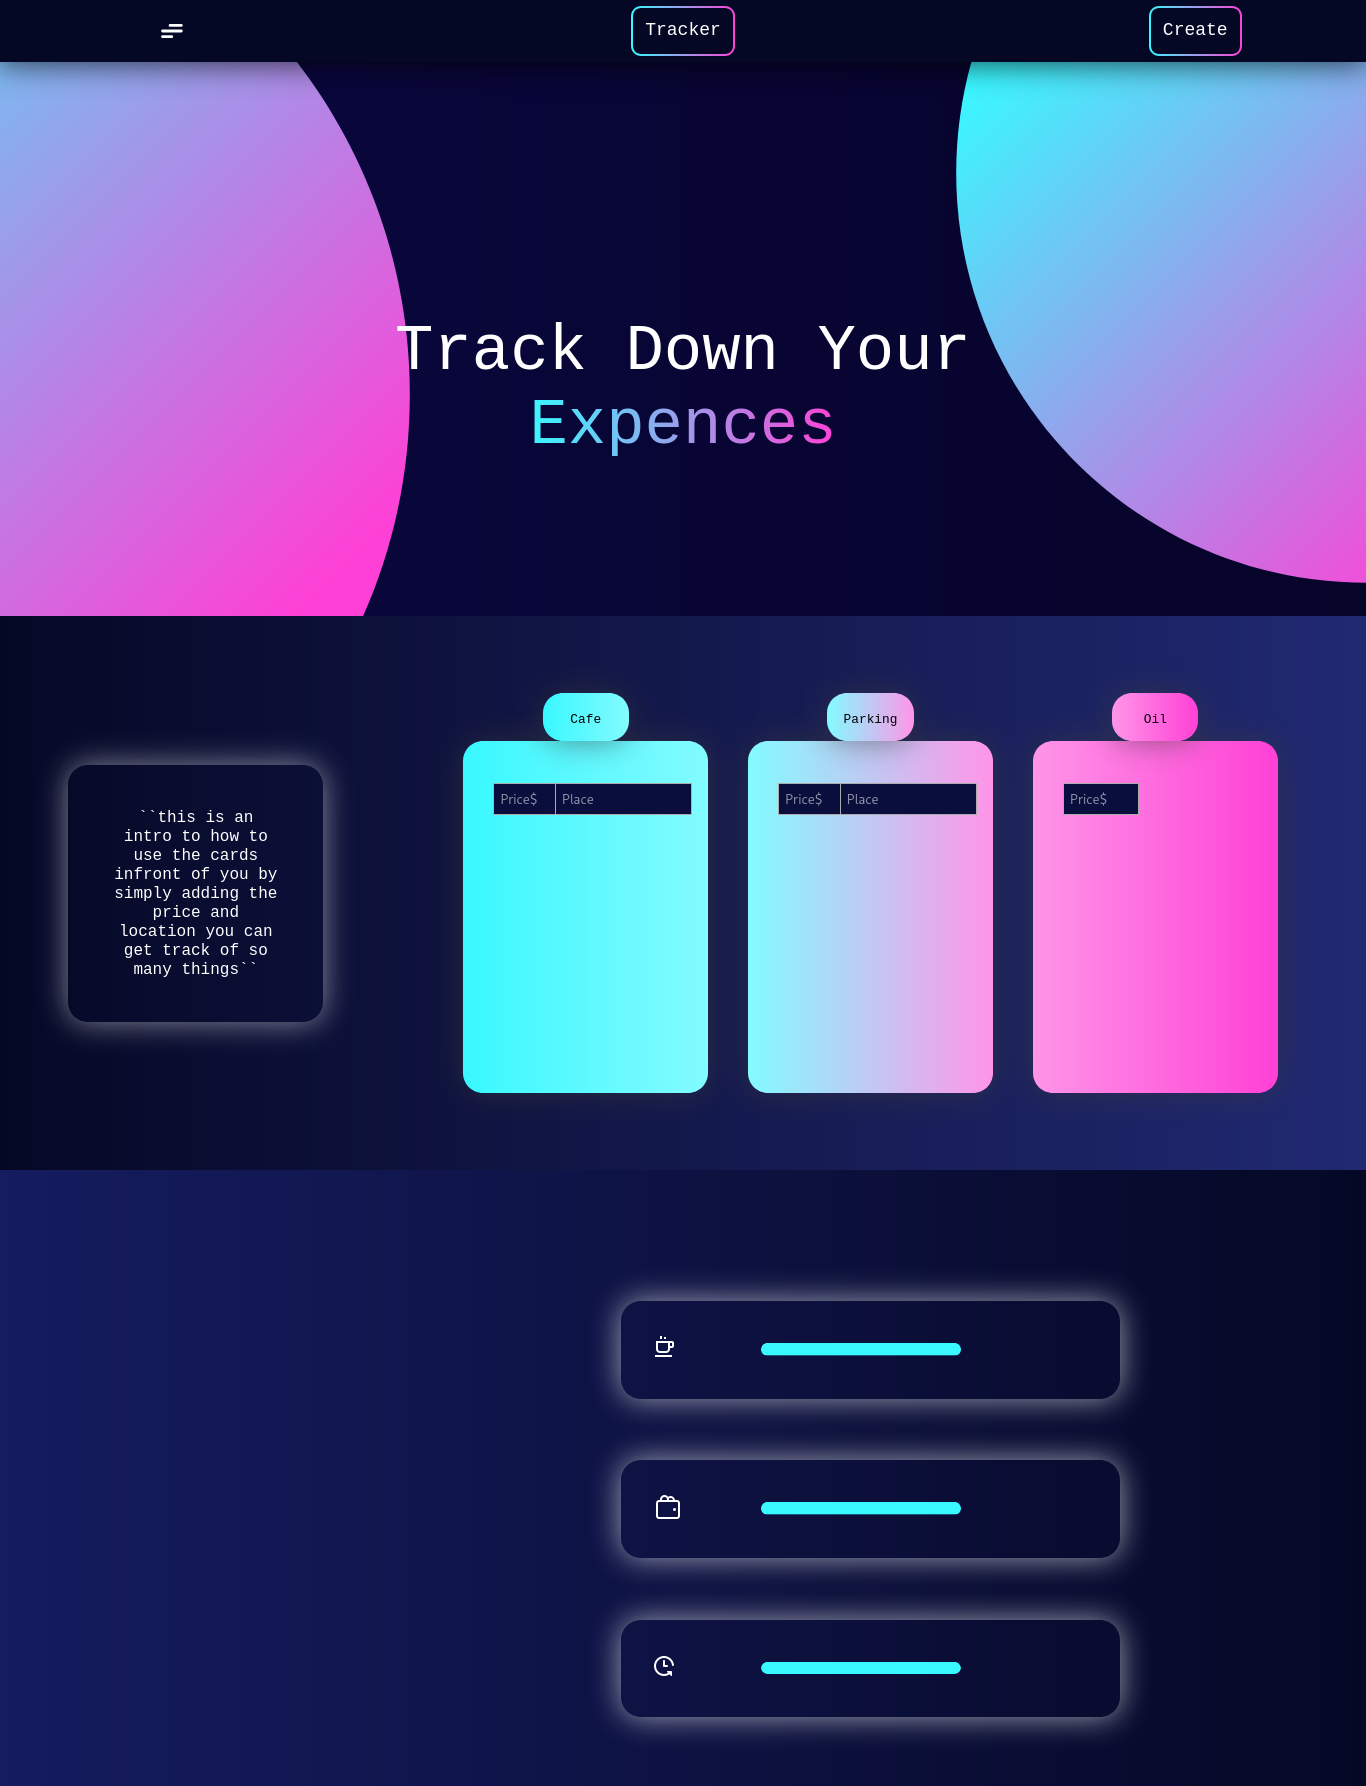 Tracker
Create
Track Down Your
Expences
Cafe
Parking
Oil
Price$
Place
Price$
Place
Price$
``this is an
intro to how to
use the cards
infront of you by
simply adding the
price and
location you can
get track of so
many things``